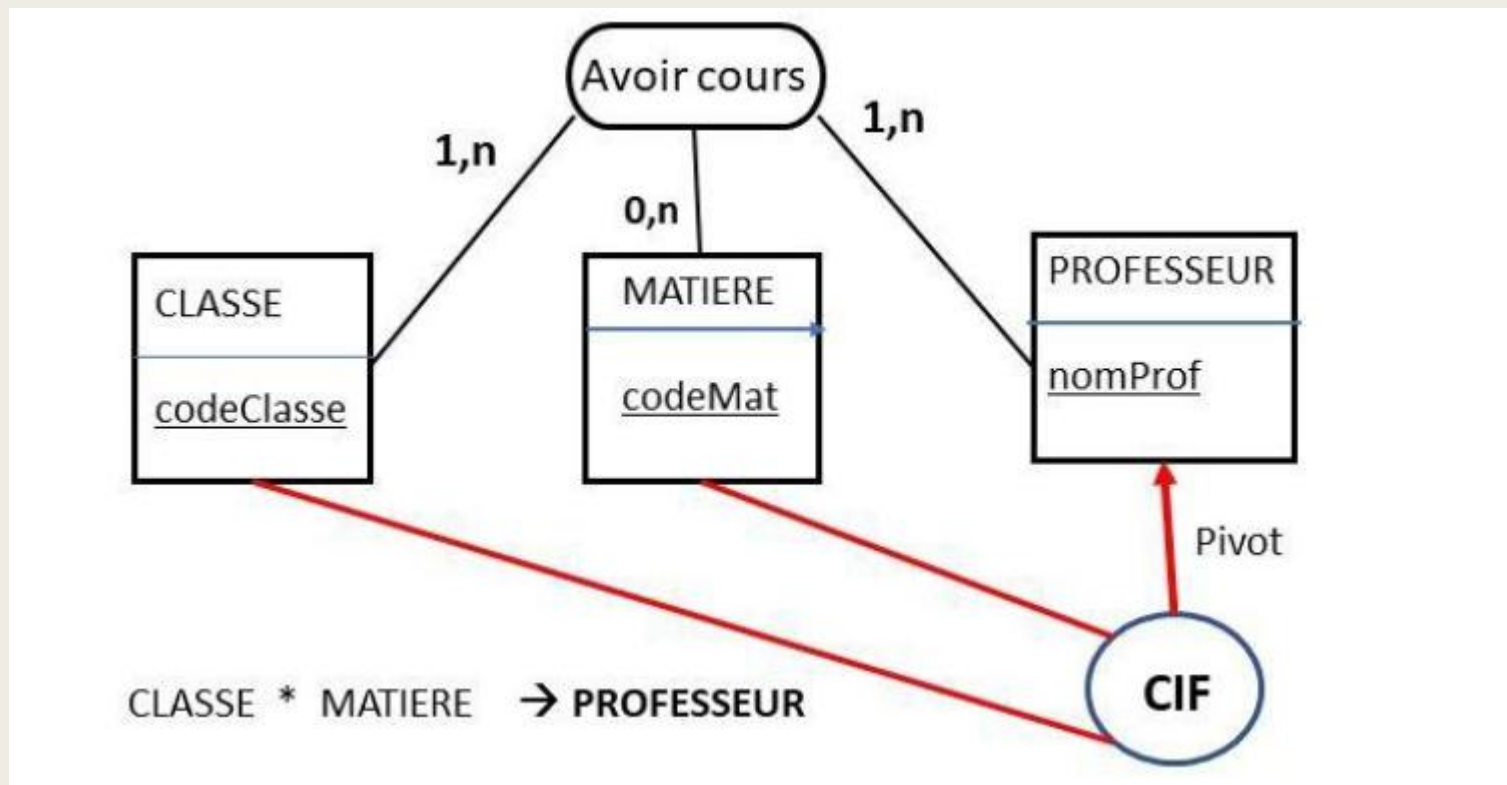 Avoir cours
1,n
1,n
0,n
CLASSE
codeClasse
MATIERE
codeMat
PROFESSEUR
nomProf
Pivot
CIF
CLASSE * MATIERE → PROFESSEUR